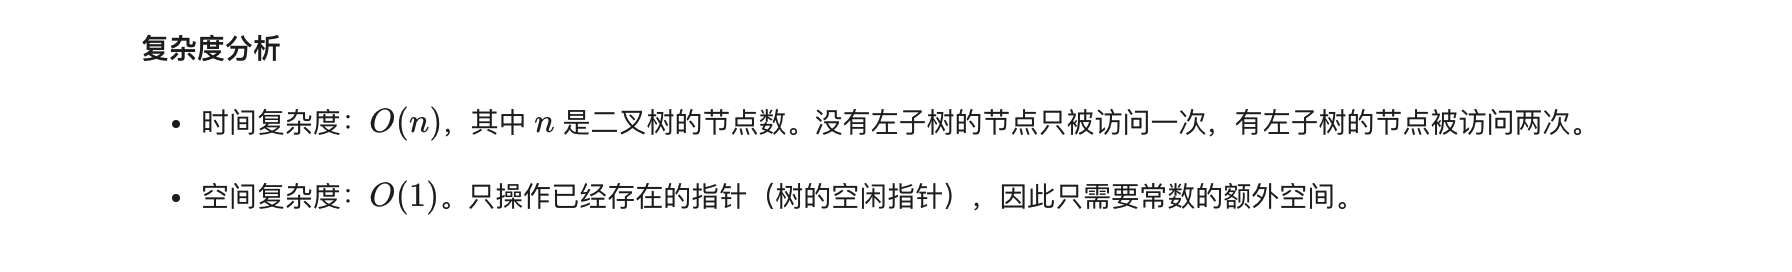 复杂度分析
• 时间复杂度：O(n)，其中 n 是二叉树的节点数。没有左子树的节点只被访问一次，有左子树的节点被访问两次。
• 空间复杂度：O(1)。只操作已经存在的指针（树的空闲指针），因此只需要常数的额外空间。